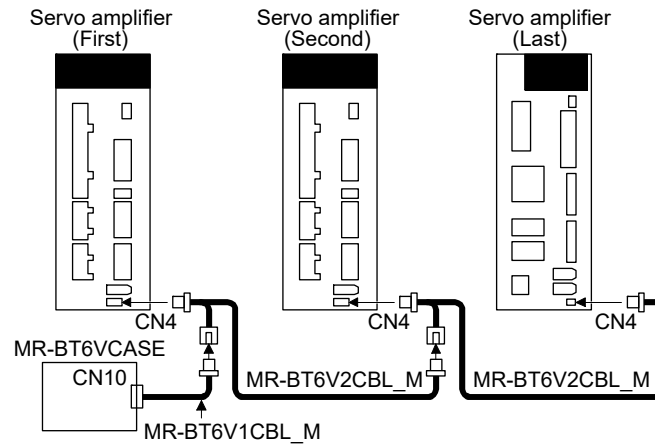 Servo amplifier
(First)
Servo amplifier
(Second)
Servo amplifier
(Last)
CN4
CN4
CN4
MR-BT6VCASE
CN10
MR-BT6V2CBL_M
MR-BT6V2CBL_M
MR-BT6V1CBL_M